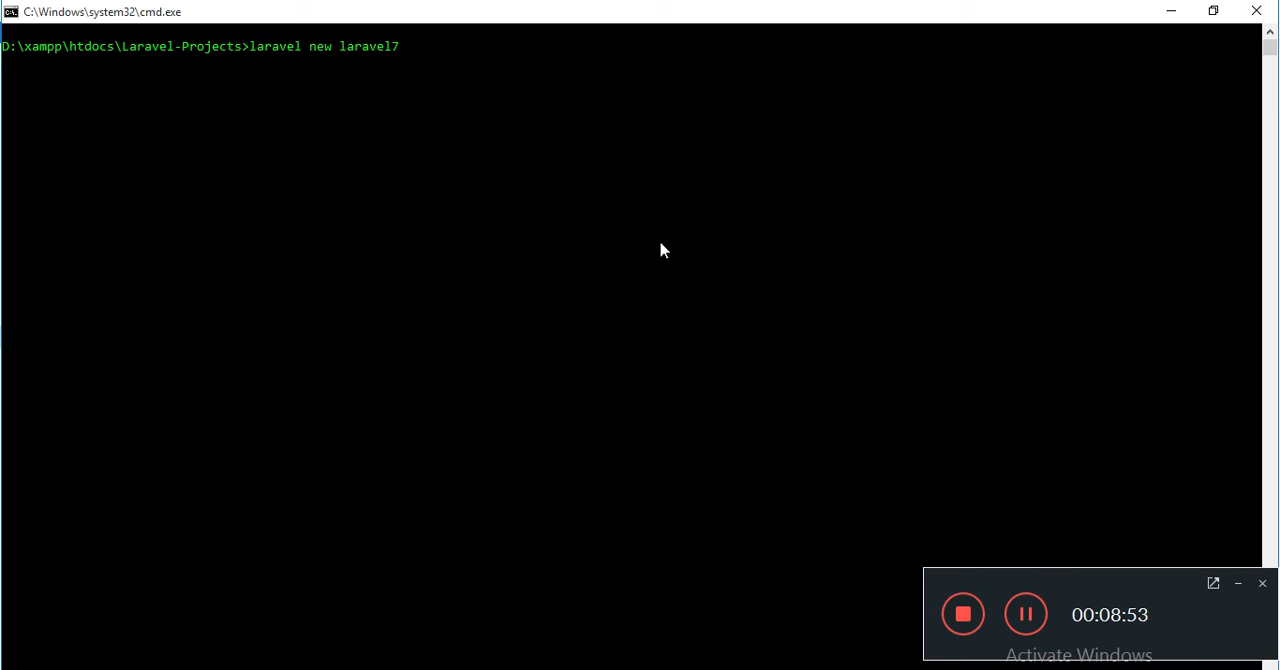 C:\Windows\system32\cmd.exe
D:\xampp\htdocs\Laravel-Projects>laravel new laravel7
00:08:53
Activate Windows